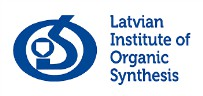 Latvian
Institute of
Organic
Synthesis